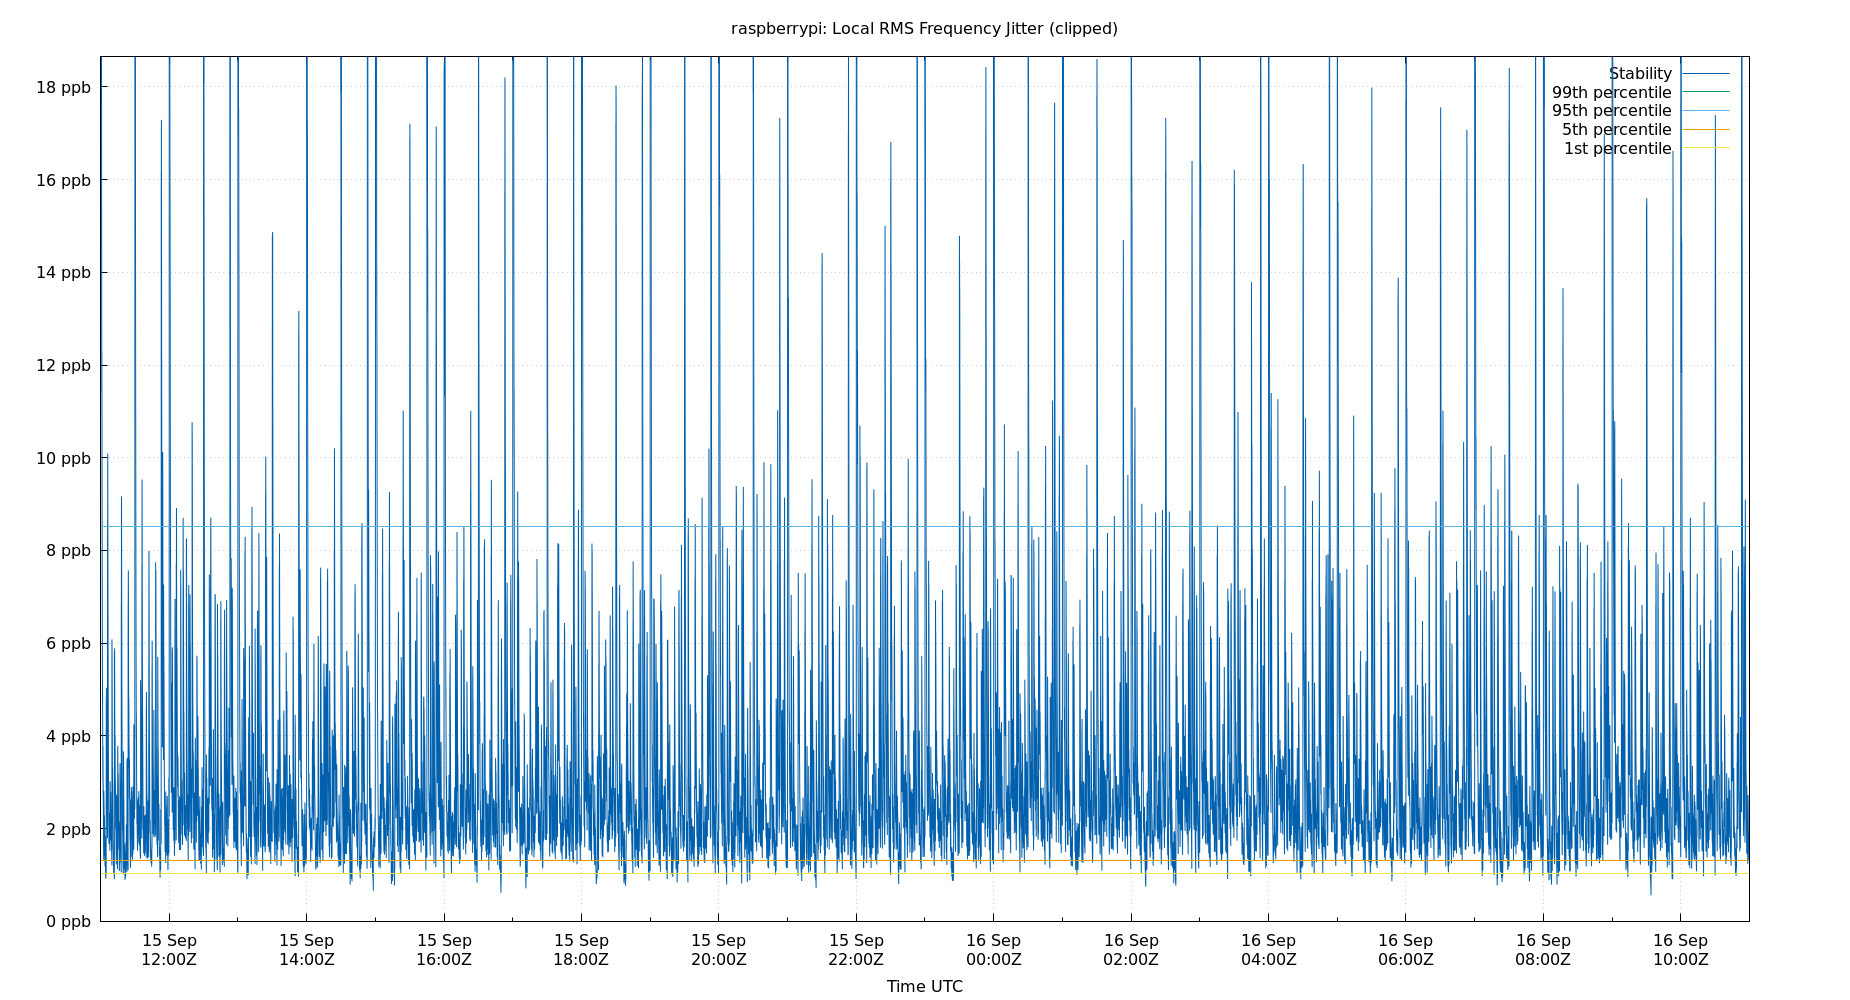 raspberrypi: Local RMS Frequency Jitter (clipped)
18 ppb
16 ppb
14 ppb
12 ppb
10 ppb
8 ppb
6 ppb
4 ppb
2 ppb
0 ppb
Stability
99th percentile
95th percentile
5th percentile
1st percentile
15 Sep 15 Sep 15 Sep 15 Sep 15 Sep 15 Sep 16 Sep 16 Sep 16 Sep 16 Sep 16 Sep 16 Sep
12:00Z 14:00Z 16:00Z 18:00Z 20:00Z 22:00Z 00:00Z 02:00Z 04:00Z 06:00Z 08:00Z 10:00Z
Time UTC